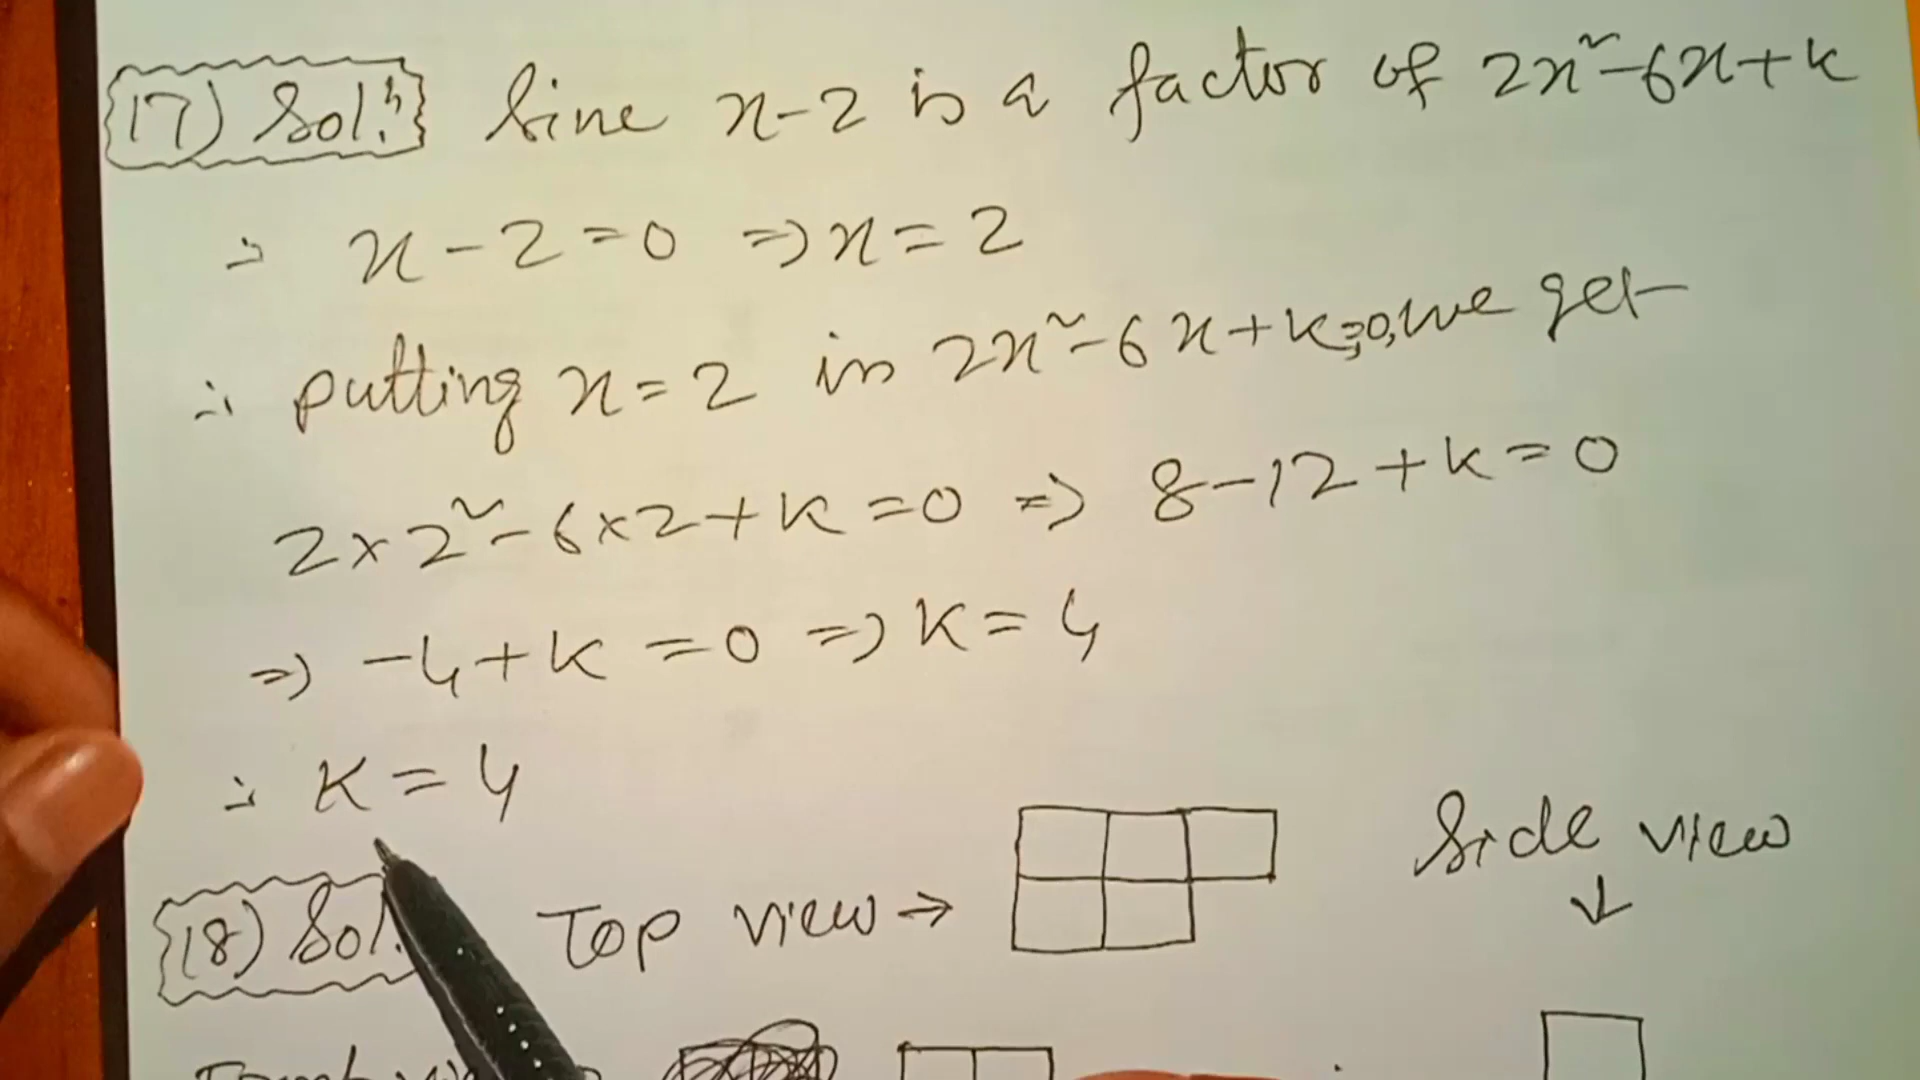 17) Sol.n Sine x-2 is a factor of 2x²-6x+k
∴ x-2=0 ⇒ x=2
∴ putting x=2 in 2x²-6x+k=0, we get
2×2²-6×2+k=0 ⇒ 8-12+k=0
⇒ -4+k=0 ⇒ k=4
∴ K=4
Side view
↓
18) Sol. Top view →